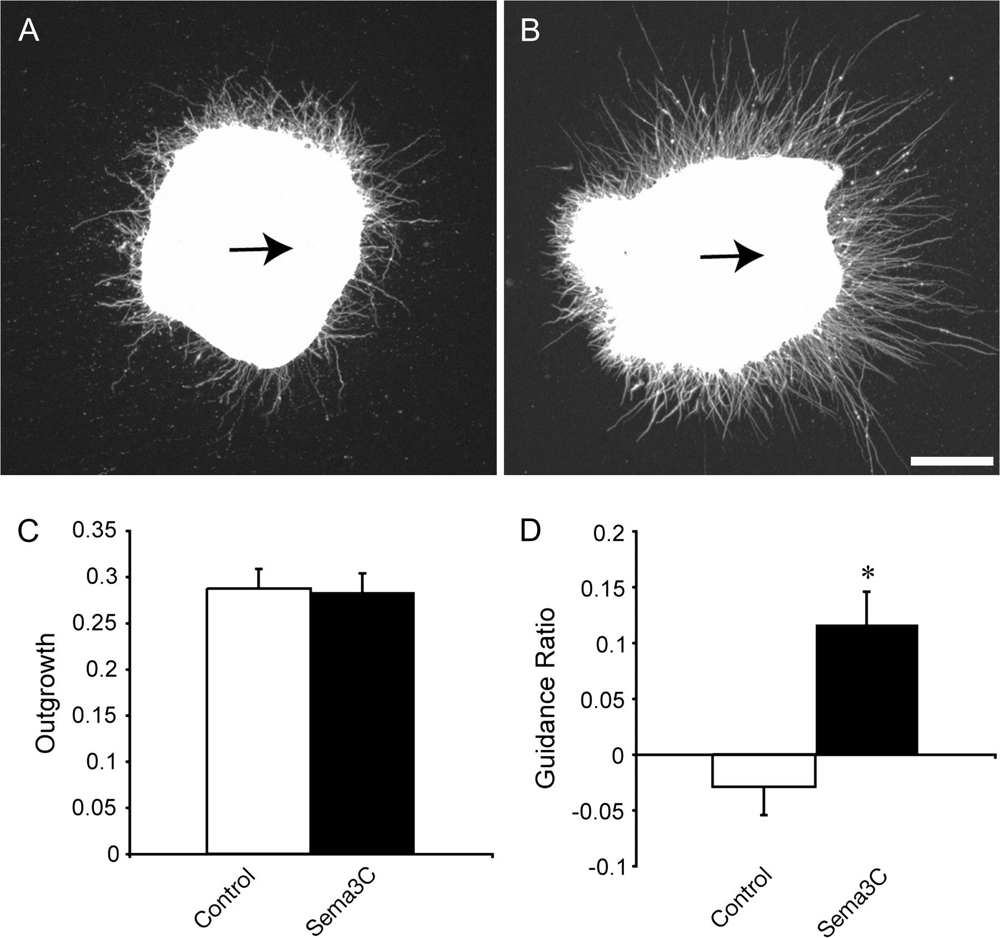 A
B
C
0.35
0.3
0.25
0.2
0.15
0.1
0.05
0
Outgrowth
Control
Sema3C
D
0.2
0.15
0.1
0.05
0
-0.05
-0.1
Guidance Ratio
*
Control
Sema3C